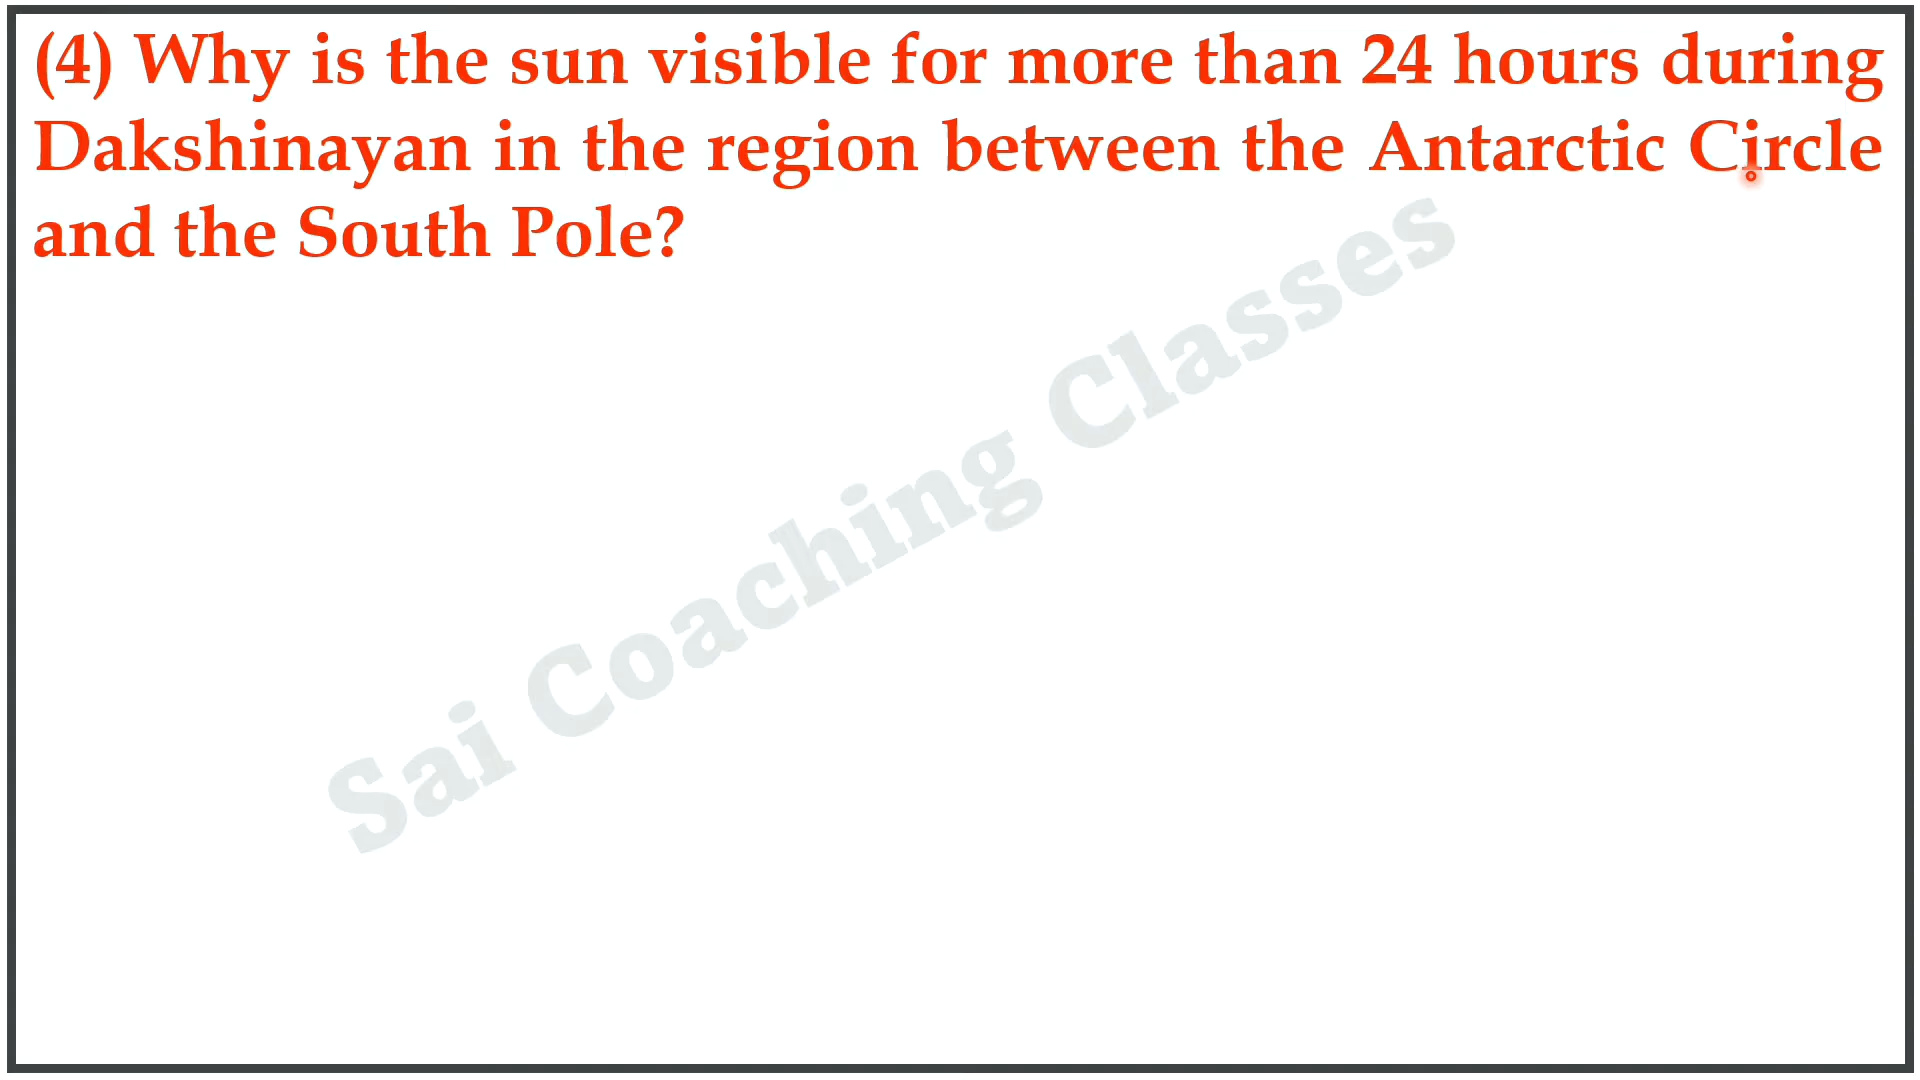 (4) Why is the sun visible for more than 24 hours during
Dakshinayan in the region between the Antarctic Circle
and the South Pole?
Sai Coaching Classes